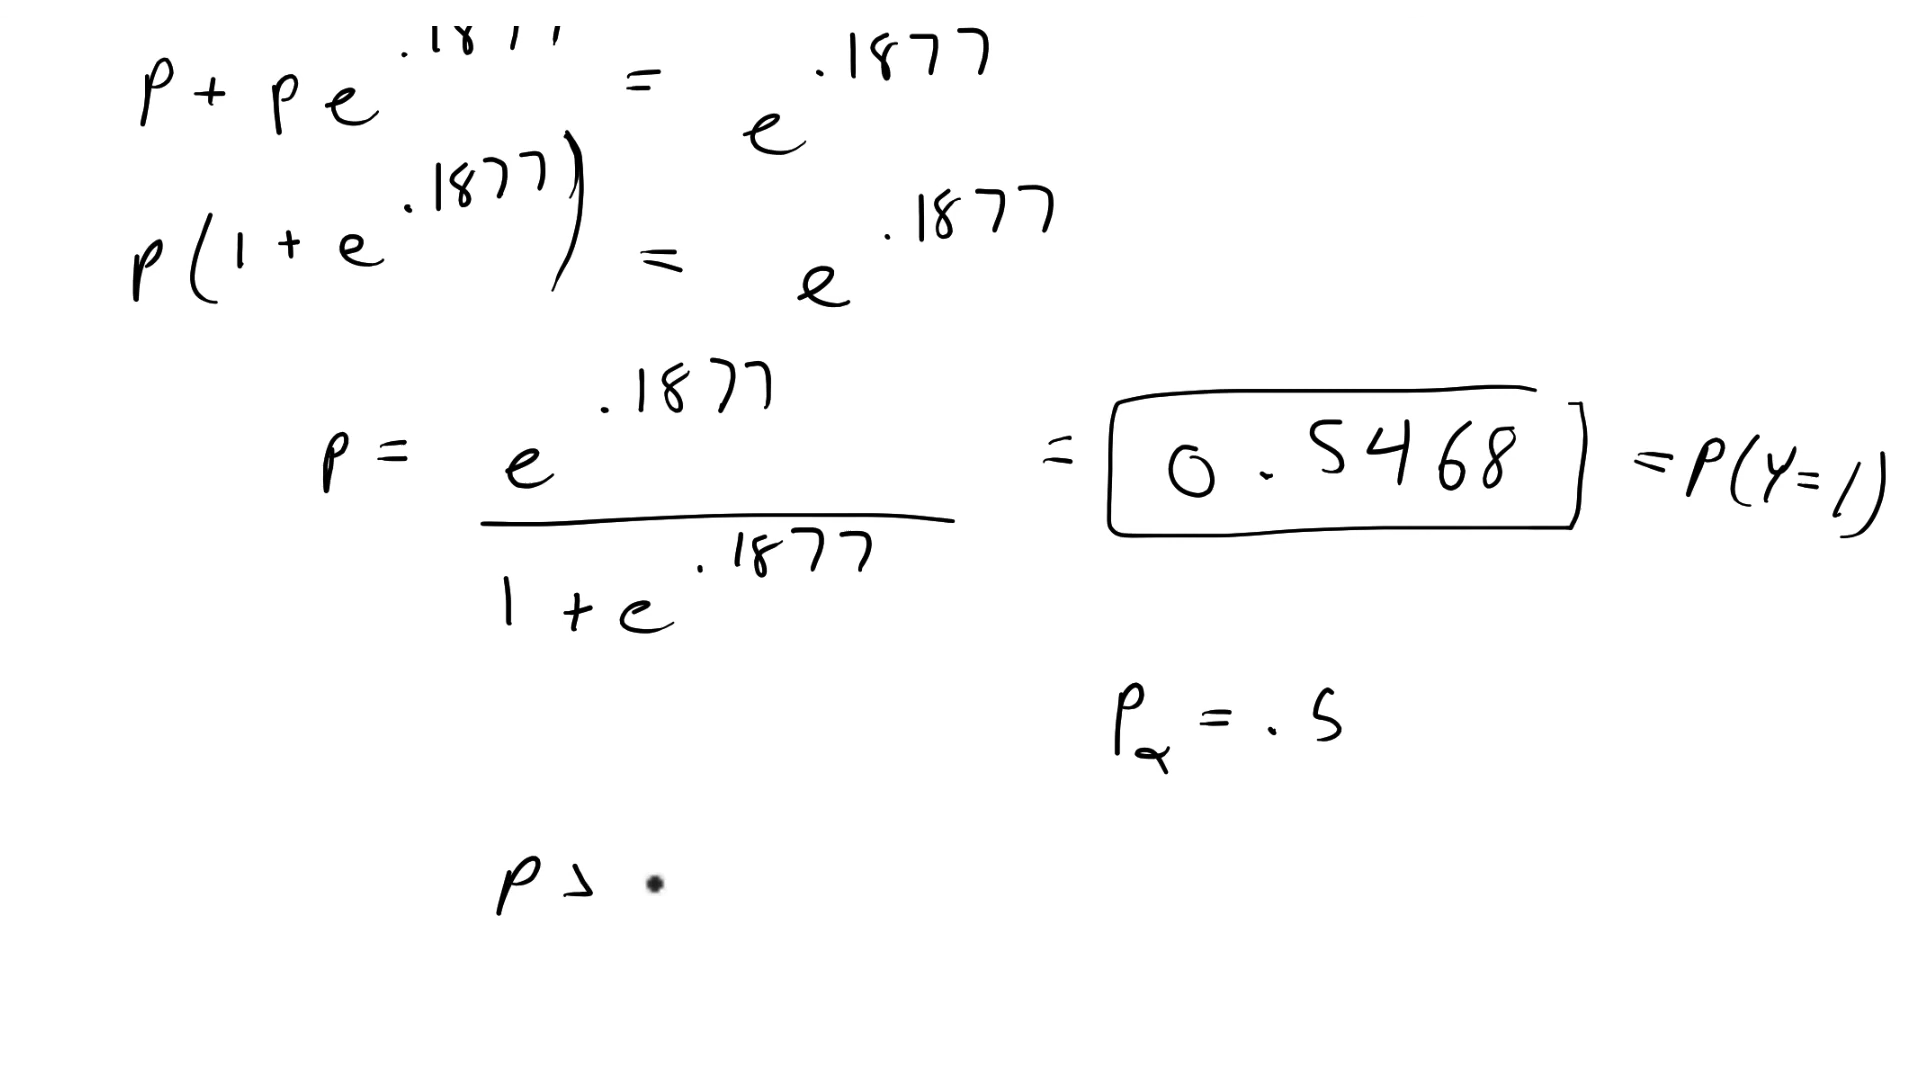 p + pe^.1877 = e^.1877
p(1 + e^.1877) = e^.1877
p = e^.1877 / 1 + e^.1877 = 0.5468 = P(Y=1)
P_α = .5
p > .